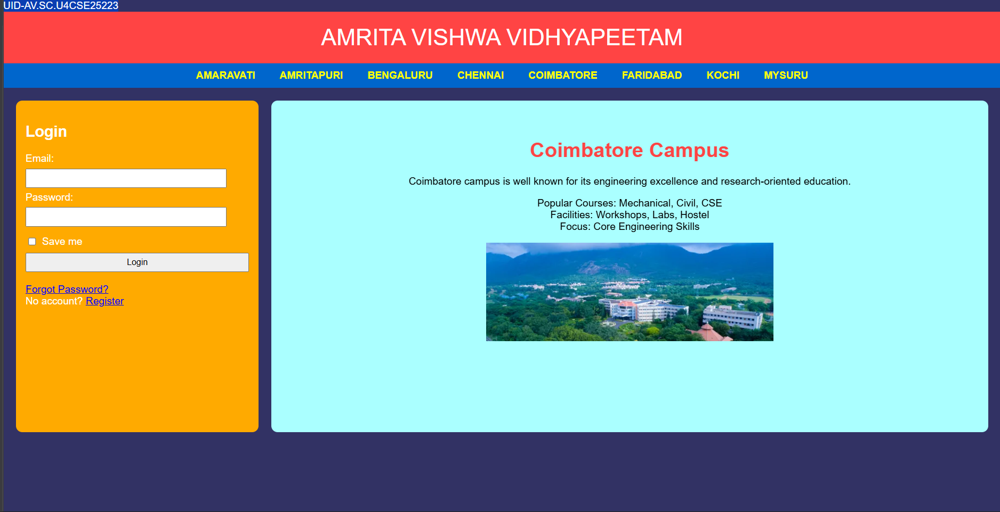 UID-AV.SC.U4CSE25223
AMRITA VISHWA VIDHYAPEETAM
AMARAVATI AMRITAPURI BENGALURU CHENNAI COIMBATORE FARIDABAD KOCHI MYSURU
Login
Email:
Password:
Save me
Login
Forgot Password?
No account? Register
Coimbatore Campus
Coimbatore campus is well known for its engineering excellence and research-oriented education.
Popular Courses: Mechanical, Civil, CSE
Facilities: Workshops, Labs, Hostel
Focus: Core Engineering Skills